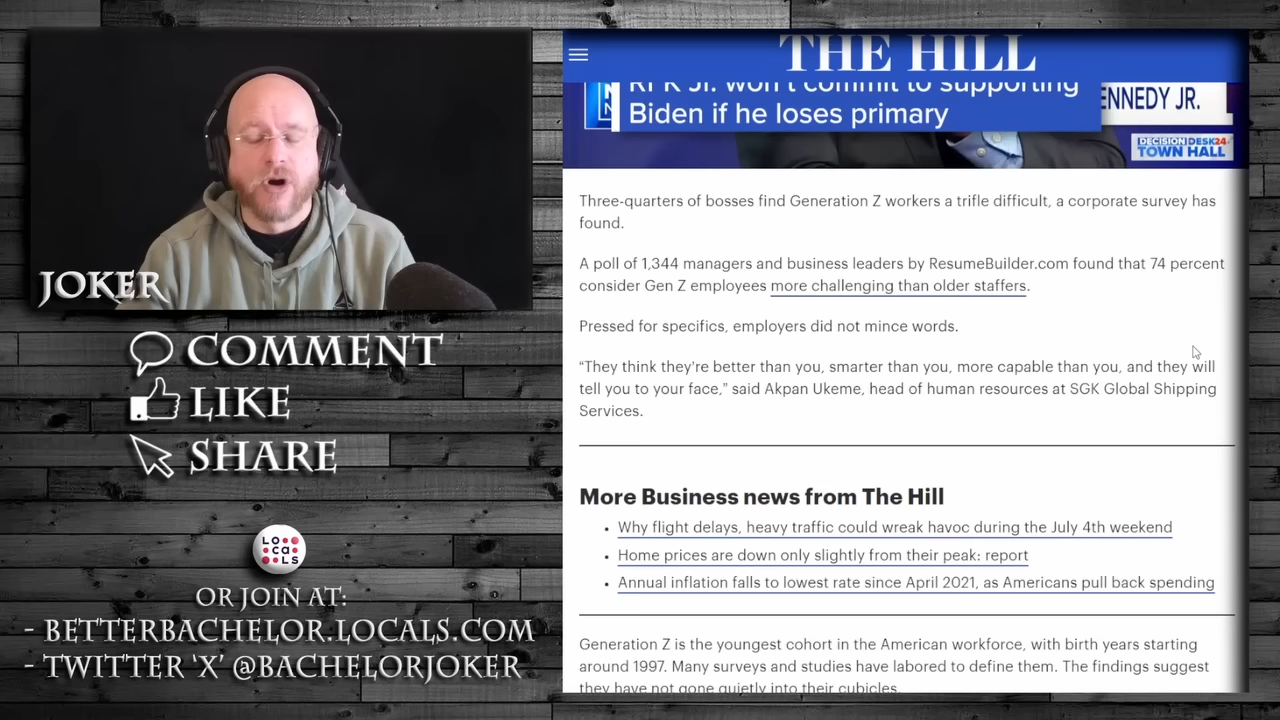 JOKER
COMMENT
LIKE
SHARE
LOCALS
OR JOIN AT:
- BETTERBACHELOR.LOCALS.COM
- TWITTER 'X' @BACHELORJOKER
THE HILL
RFK Jr. won't commit to supporting
Biden if he loses primary
ENNEDY JR.
DECISION DESK24
TOWN HALL
Three-quarters of bosses find Generation Z workers a trifle difficult, a corporate survey has
found.
A poll of 1,344 managers and business leaders by ResumeBuilder.com found that 74 percent
consider Gen Z employees more challenging than older staffers.
Pressed for specifics, employers did not mince words.
“They think they’re better than you, smarter than you, more capable than you, and they will
tell you to your face,” said Akpan Ukeme, head of human resources at SGK Global Shipping
Services.
More Business news from The Hill
• Why flight delays, heavy traffic could wreak havoc during the July 4th weekend
• Home prices are down only slightly from their peak: report
• Annual inflation falls to lowest rate since April 2021, as Americans pull back spending
Generation Z is the youngest cohort in the American workforce, with birth years starting
around 1997. Many surveys and studies have labored to define them. The findings suggest
they have not gone quietly into their cubicles.